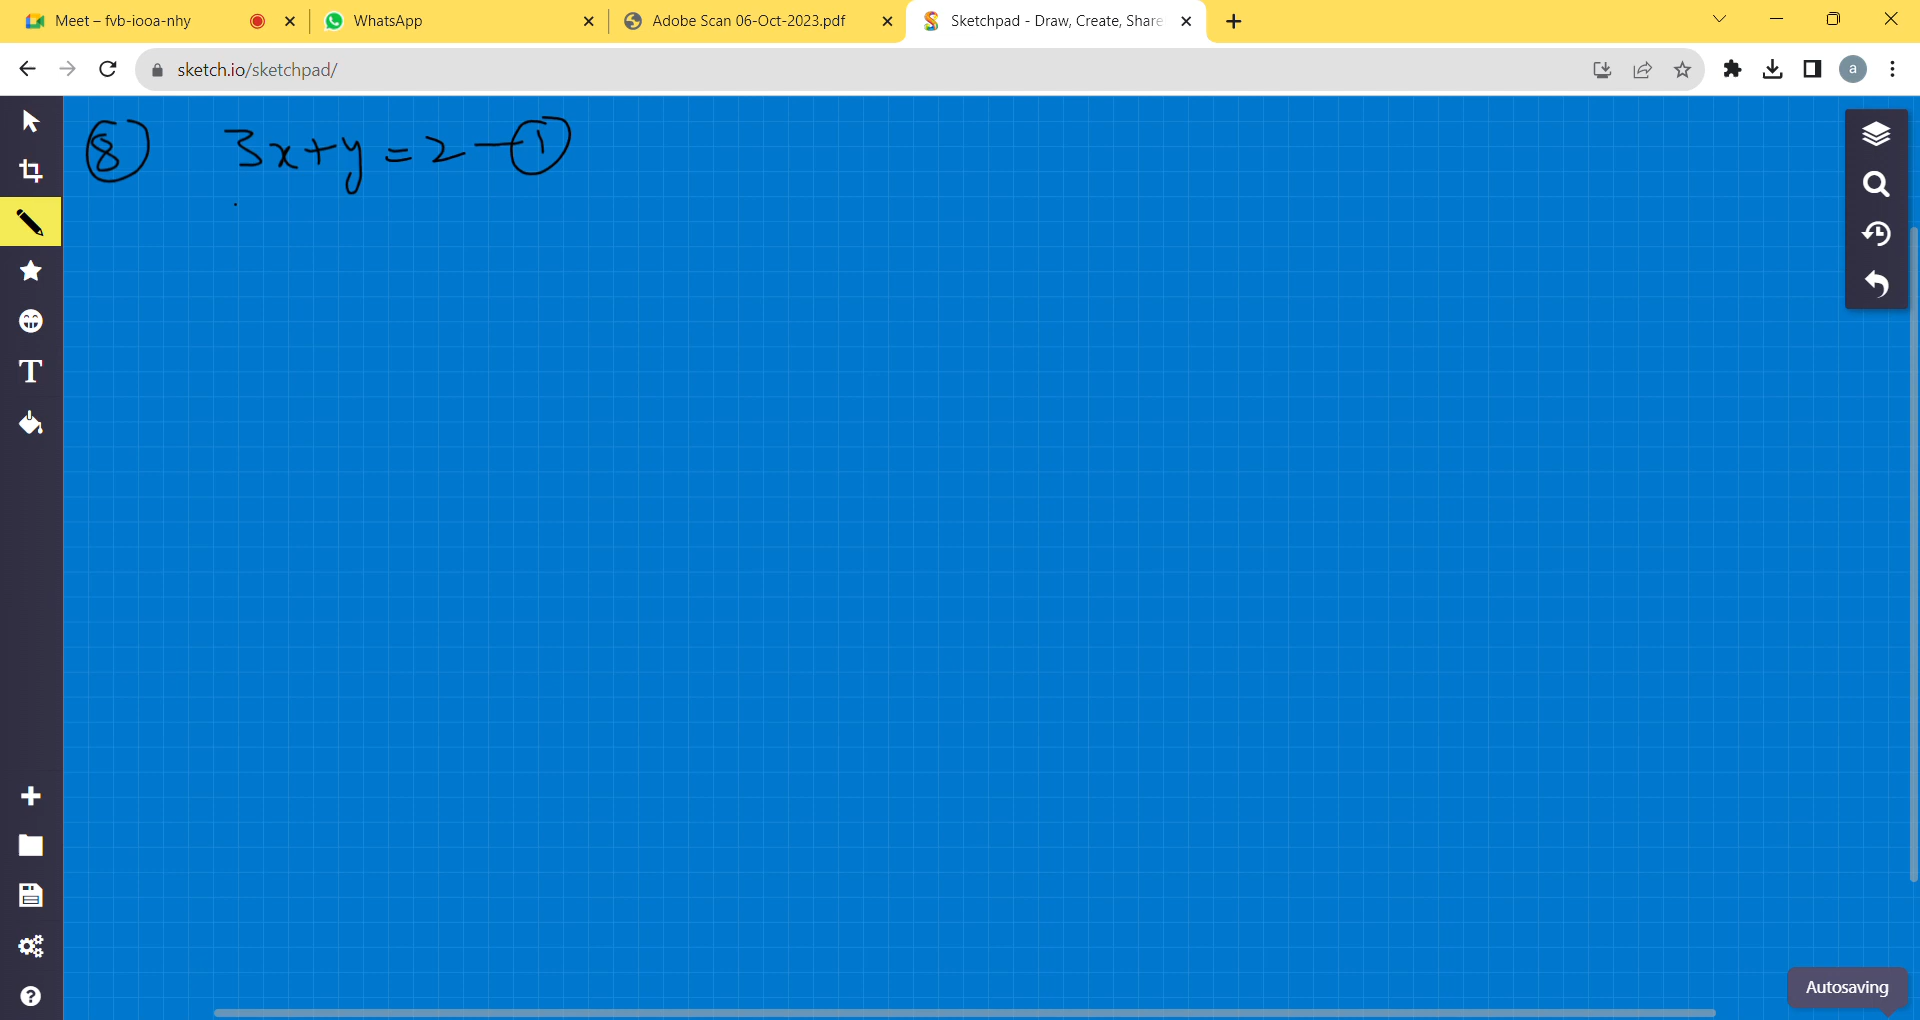 Meet – fvb-iooa-nhy
WhatsApp
Adobe Scan 06-Oct-2023.pdf
Sketchpad - Draw, Create, Share
sketch.io/sketchpad/
a
⑧ 3x+y = 2 — ①
T
Autosaving